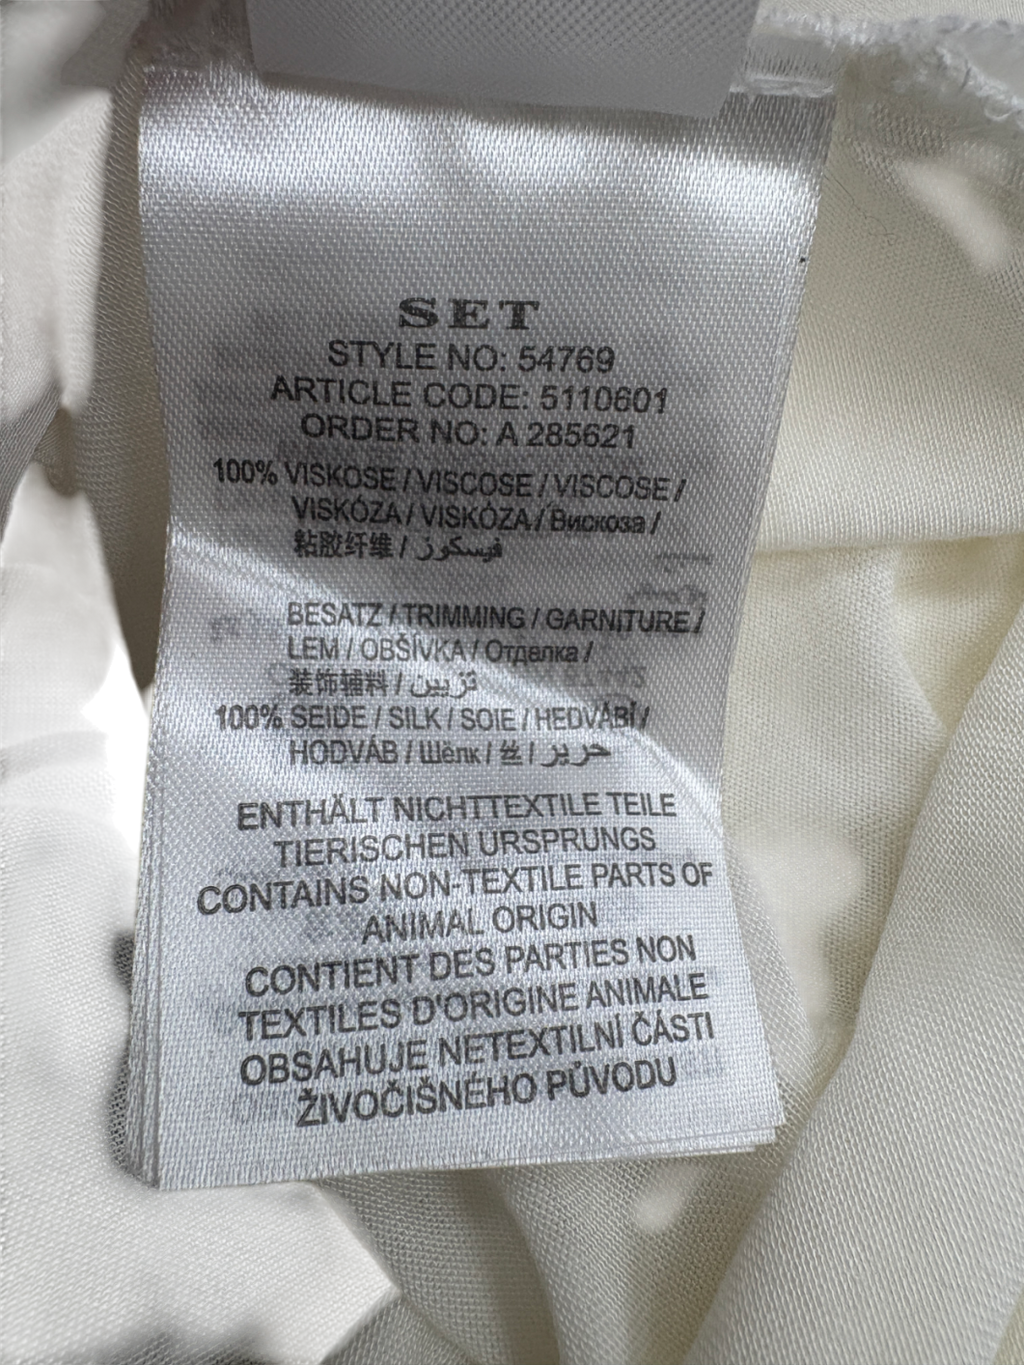 SET
STYLE NO: 54769
ARTICLE CODE: 5110601
ORDER NO: A 285621
100% VISKOSE / VISCOSE / VISCOSE /
VISKÓZA / VISKÓZA / Вискоза /
粘胶纤维 / فيسكوز
BESATZ / TRIMMING / GARNITURE /
LEM / OBŠÍVKA / Отделка /
装饰辅料 / تزيين
100% SEIDE / SILK / SOIE / HEDVÁBÍ /
HODVÁB / Шёлк / 丝 / حرير
ENTHÄLT NICHTTEXTILE TEILE
TIERISCHEN URSPRUNGS
CONTAINS NON-TEXTILE PARTS OF
ANIMAL ORIGIN
CONTIENT DES PARTIES NON
TEXTILES D'ORIGINE ANIMALE
OBSAHUJE NETEXTILNÍ ČÁSTI
ŽIVOČIŠNÉHO PŮVODU